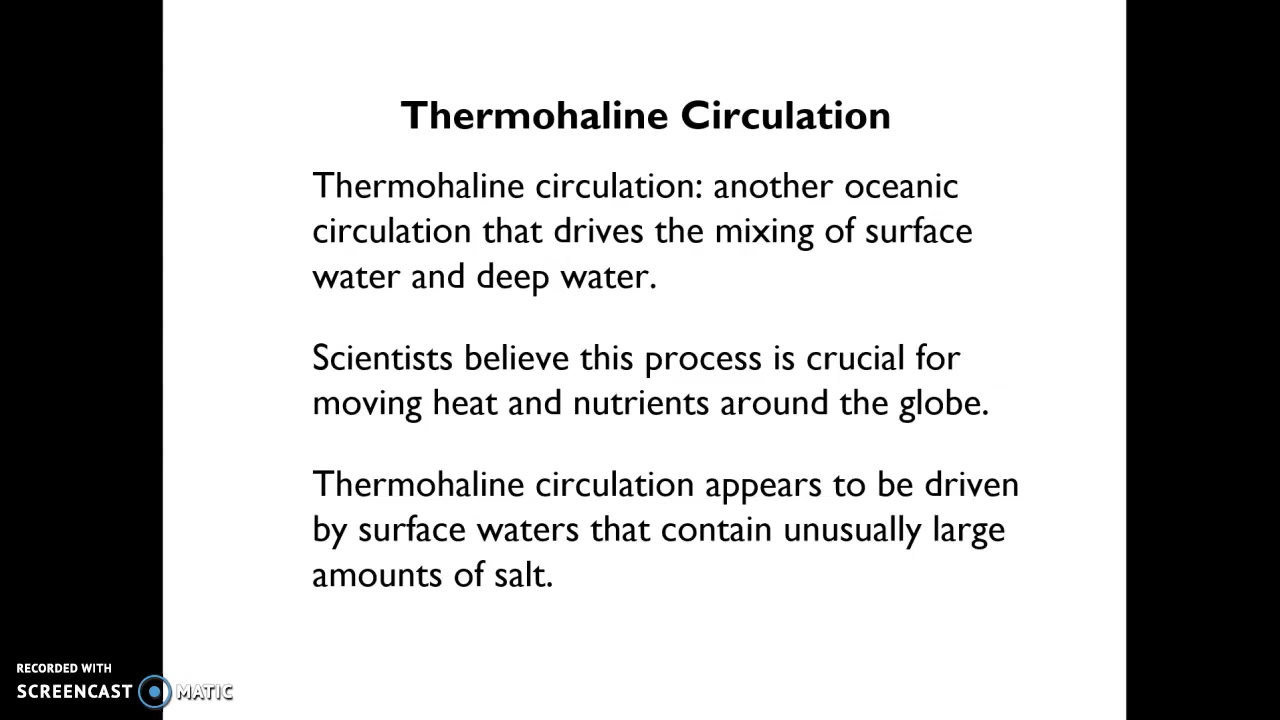 Thermohaline Circulation
Thermohaline circulation: another oceanic
circulation that drives the mixing of surface
water and deep water.
Scientists believe this process is crucial for
moving heat and nutrients around the globe.
Thermohaline circulation appears to be driven
by surface waters that contain unusually large
amounts of salt.
RECORDED WITH
SCREENCAST MATIC